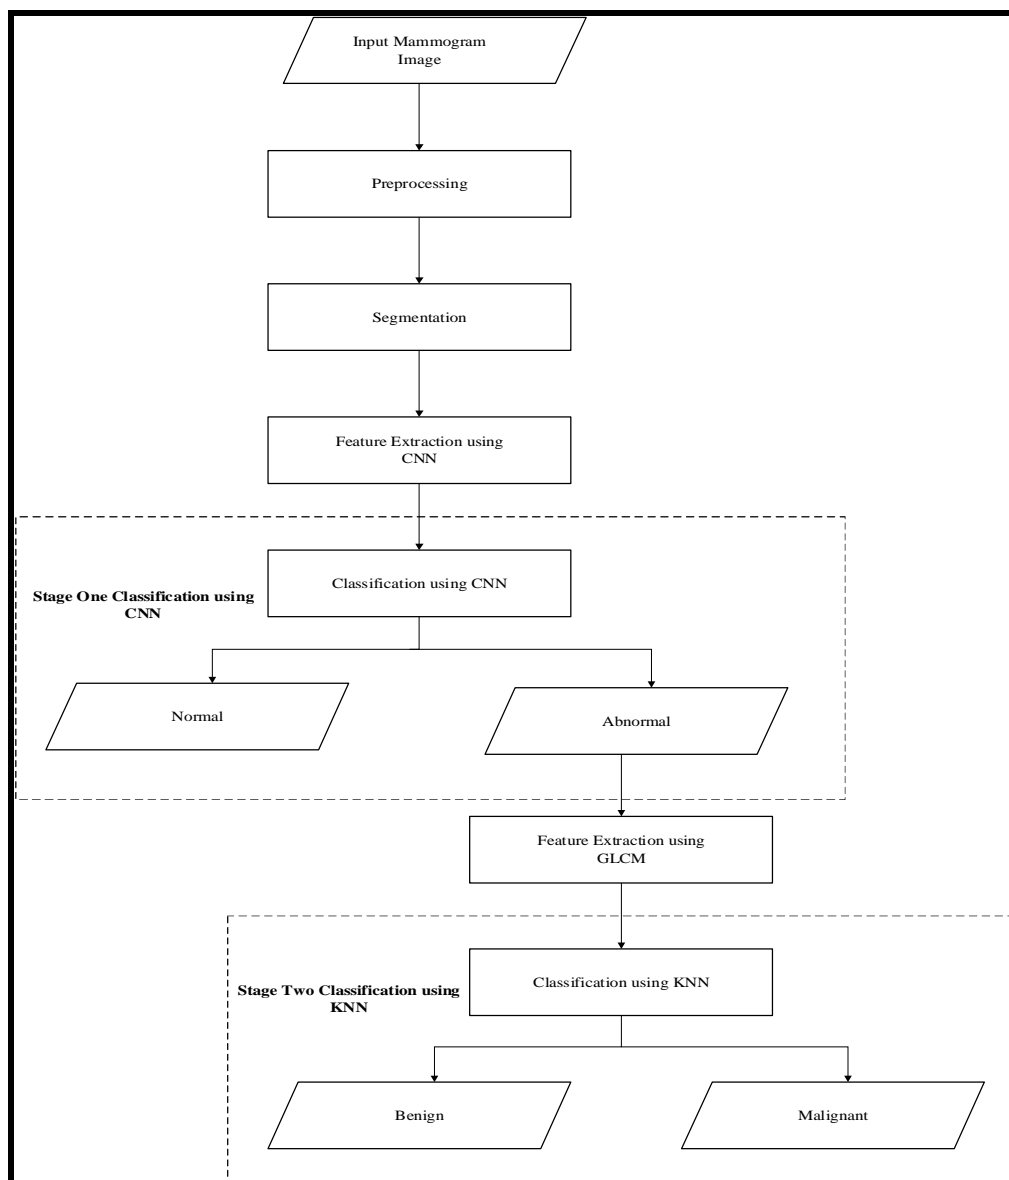 Input Mammogram
Image
Preprocessing
Segmentation
Feature Extraction using
CNN
Classification using CNN
Stage One Classification using
CNN
Normal
Abnormal
Feature Extraction using
GLCM
Classification using KNN
Stage Two Classification using
KNN
Benign
Malignant